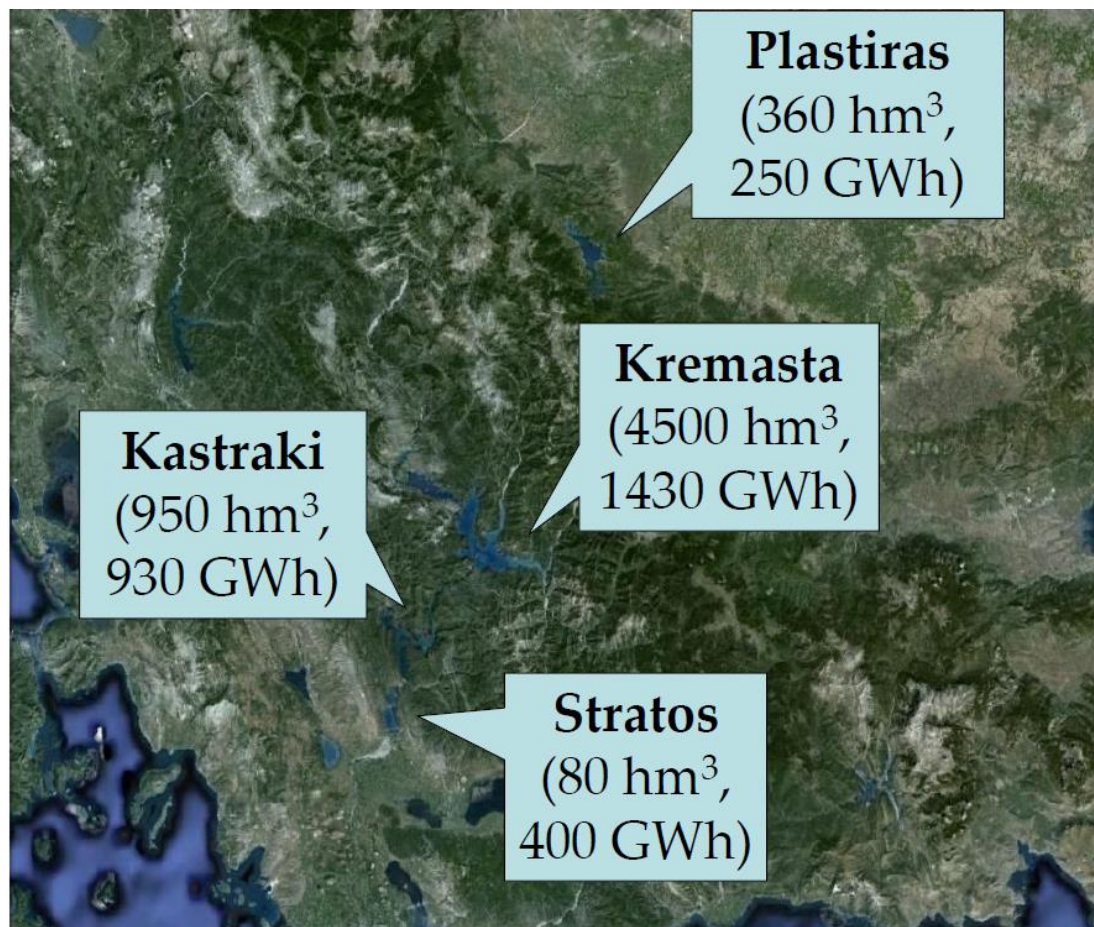 Plastiras
(360 hm³,
250 GWh)
Kremasta
(4500 hm³,
1430 GWh)
Kastraki
(950 hm³,
930 GWh)
Stratos
(80 hm³,
400 GWh)